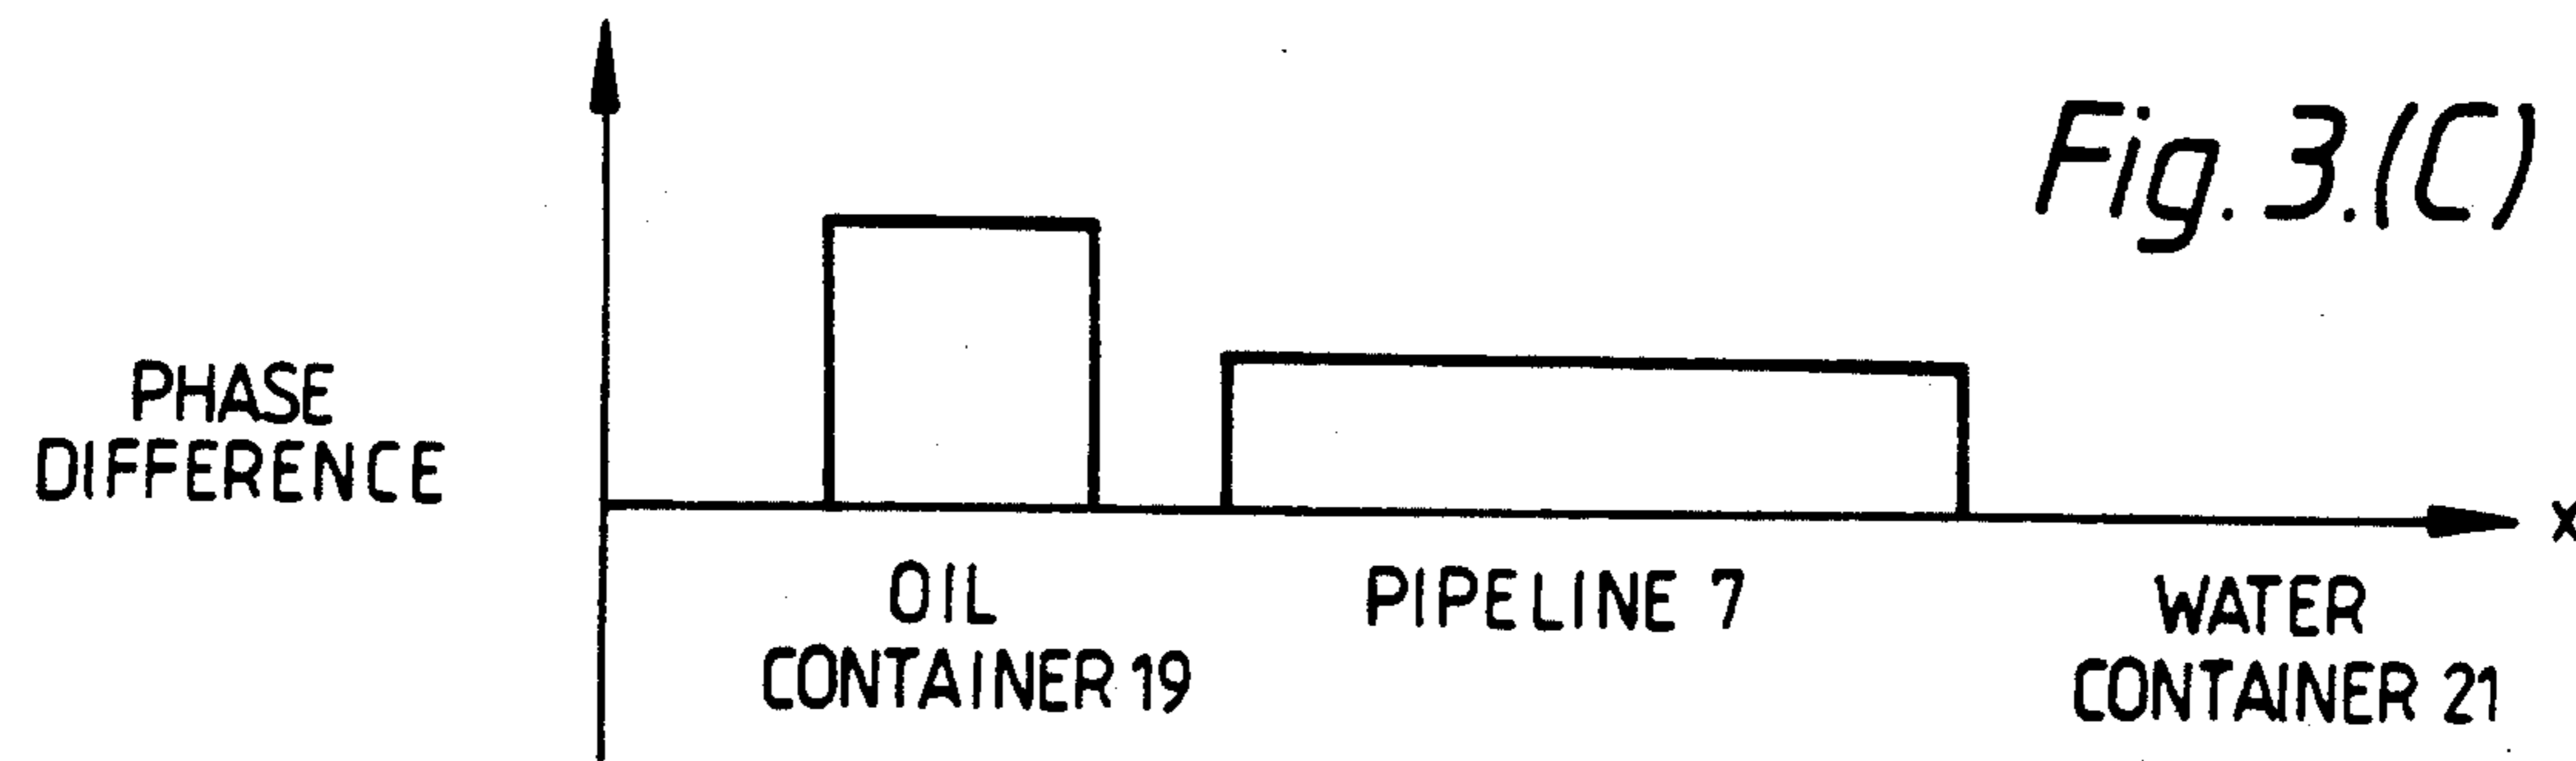 Fig. 3.(C)
PHASE
DIFFERENCE
X
OIL
CONTAINER 19
PIPELINE 7
WATER
CONTAINER 21